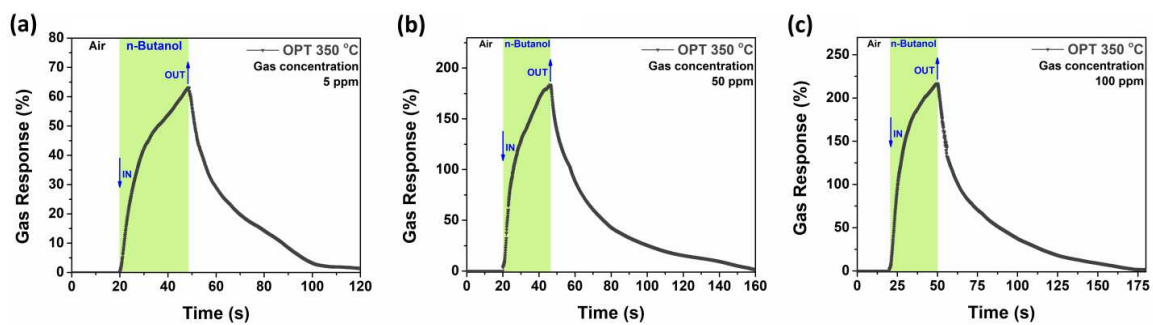 (a)
Air n-Butanol
OPT 350 °C
Gas concentration
5 ppm
OUT
IN
80
70
60
50
40
30
20
10
0
Gas Response (%)
0 20 40 60 80 100 120
Time (s)
(b)
Air n-Butanol
OPT 350 °C
Gas concentration
50 ppm
OUT
IN
200
175
150
125
100
75
50
25
0
Gas Response (%)
0 20 40 60 80 100 120 140 160
Time (s)
(c)
Air n-Butanol
OPT 350 °C
Gas concentration
100 ppm
OUT
IN
250
200
150
100
50
0
Gas Response (%)
0 25 50 75 100 125 150 175
Time (s)